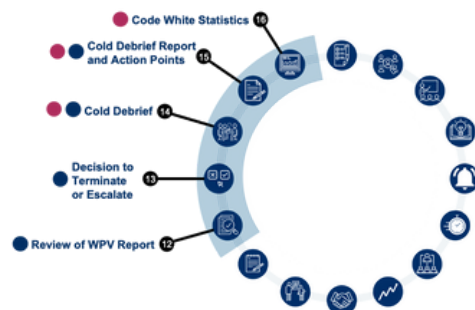 Code White Statistics 16
Cold Debrief Report 15
and Action Points
Cold Debrief 14
Decision to
Terminate 13
or Escalate
Review of WPV Report 12